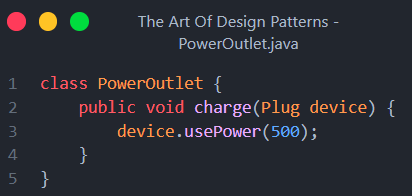 The Art Of Design Patterns -
PowerOutlet.java
1 class PowerOutlet {
2     public void charge(Plug device) {
3         device.usePower(500);
4     }
5 }